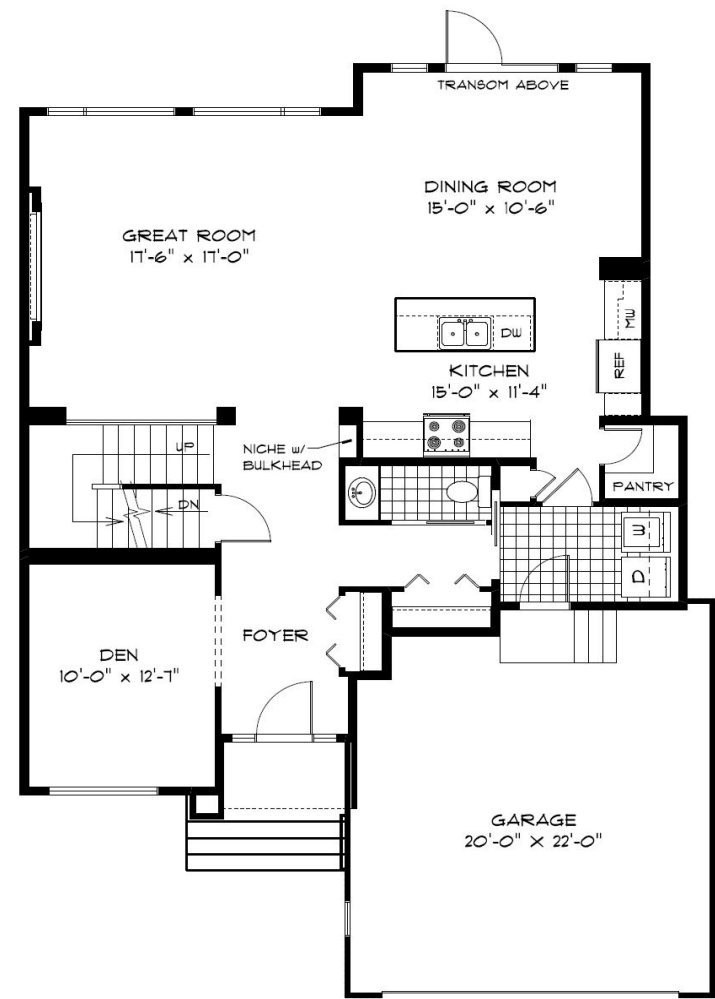 TRANSOM ABOVE
DINING ROOM
15'-0" x 10'-6"
GREAT ROOM
17'-6" x 17'-0"
MW
DW
REF
KITCHEN
15'-0" x 11'-4"
UP
NICHE w/
BULKHEAD
PANTRY
DN
W
D
FOYER
DEN
10'-0" x 12'-7"
GARAGE
20'-0" X 22'-0"